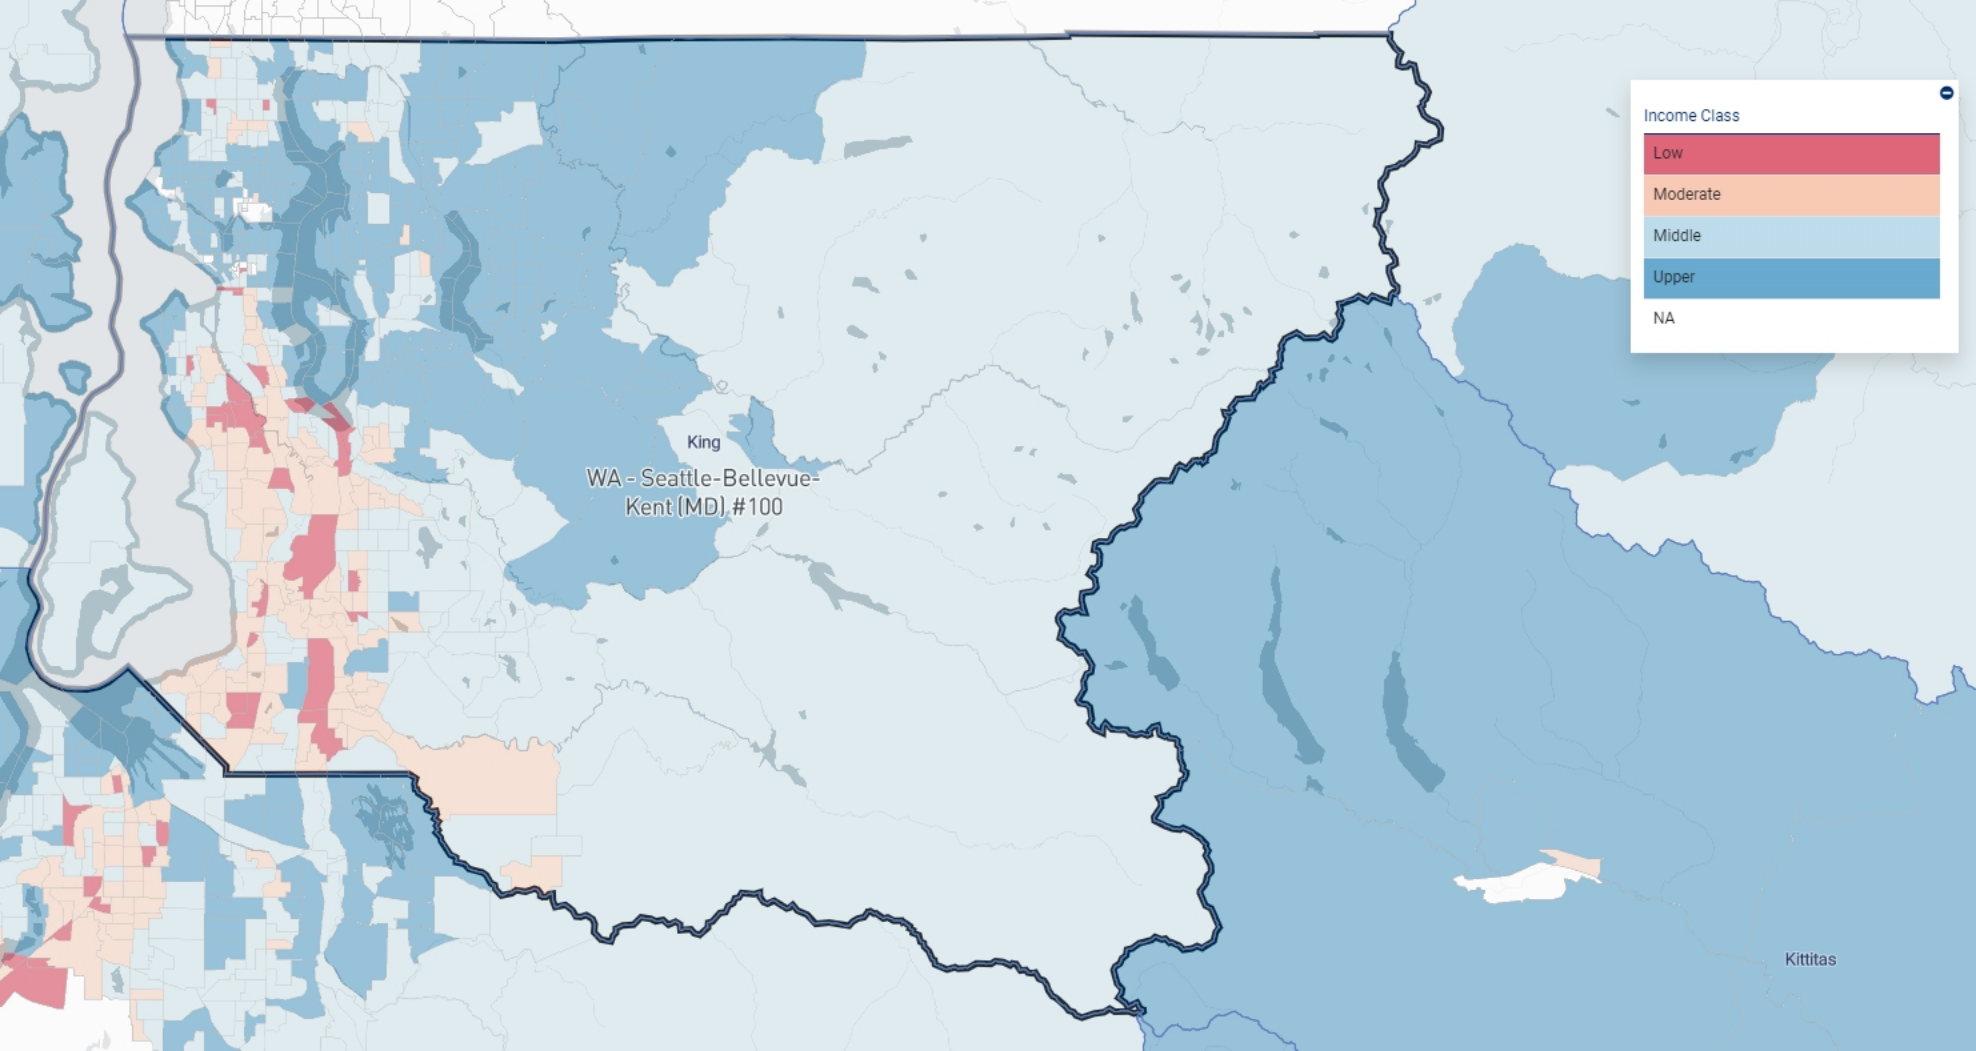 Income Class
Low
Moderate
Middle
Upper
NA
King
WA - Seattle-Bellevue-
Kent (MD) #100
Kittitas